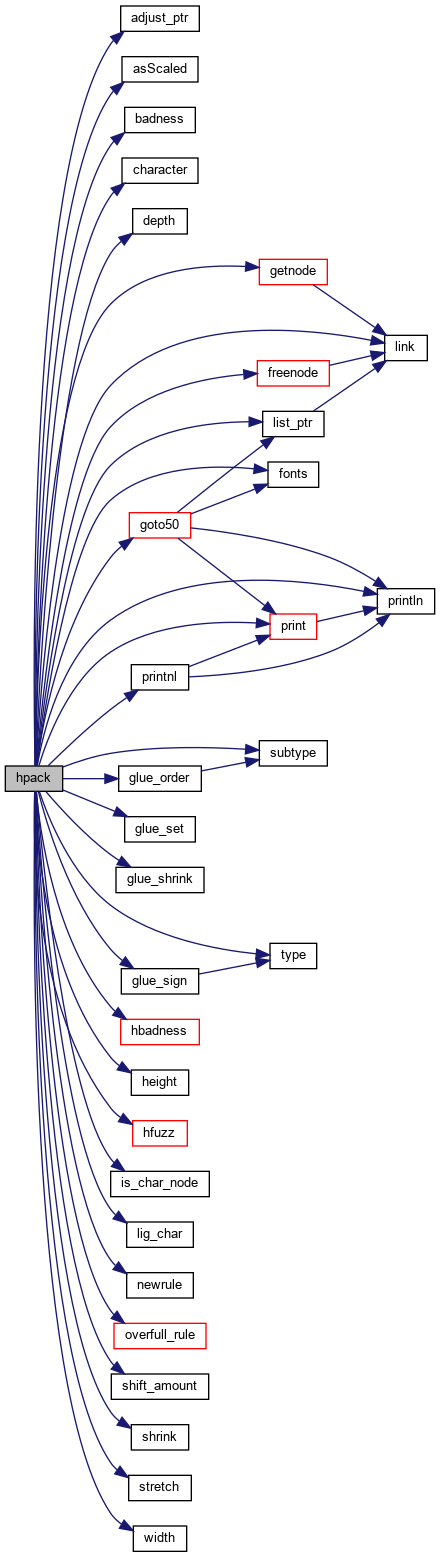 adjust_ptr
asScaled
badness
character
depth
getnode
link
freenode
list_ptr
fonts
goto50
println
print
printnl
subtype
hpack
glue_order
glue_set
glue_shrink
type
glue_sign
hbadness
height
hfuzz
is_char_node
lig_char
newrule
overfull_rule
shift_amount
shrink
stretch
width